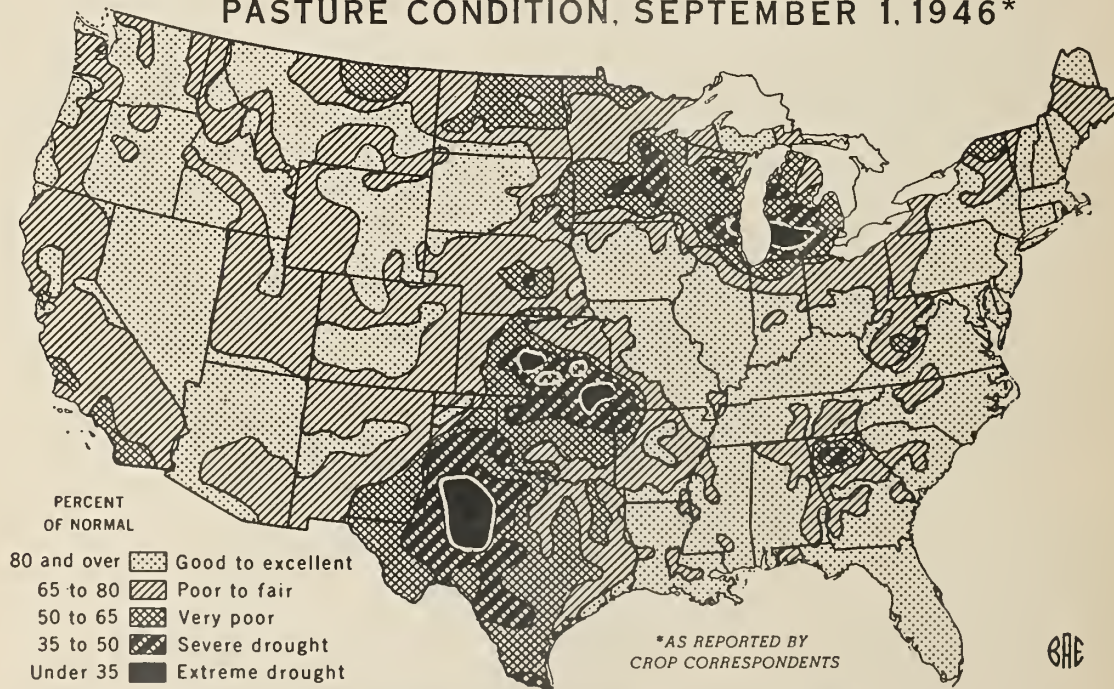 PASTURE CONDITION, SEPTEMBER 1, 1946*
PERCENT
OF NORMAL
80 and over Good to excellent
65 to 80 Poor to fair
50 to 65 Very poor
35 to 50 Severe drought
Under 35 Extreme drought
*AS REPORTED BY
CROP CORRESPONDENTS
BAE